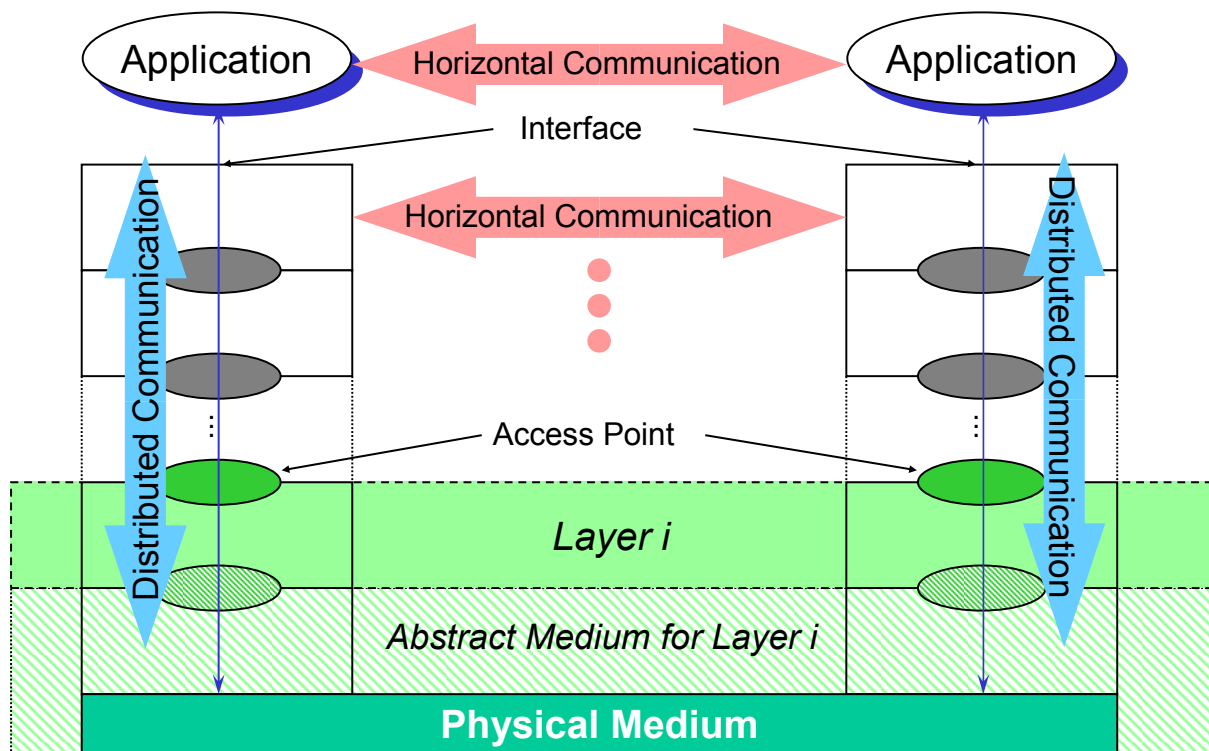 Application
Horizontal Communication
Application
Interface
Horizontal Communication
Distributed Communication
Distributed Communication
...
...
Access Point
Layer i
Abstract Medium for Layer i
Physical Medium